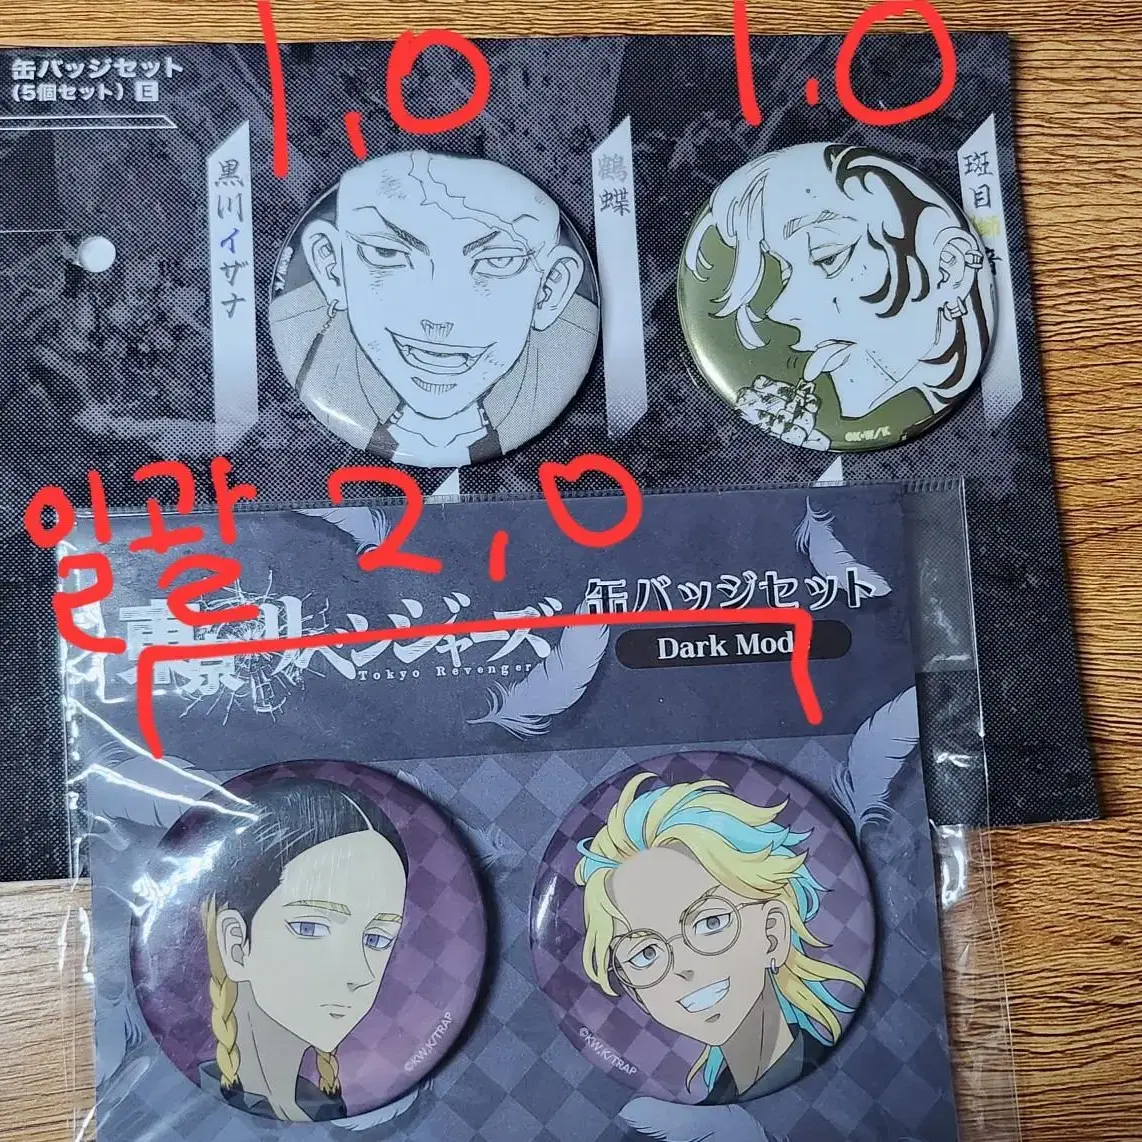 1,0
1.0
缶バッジセット
(5個セット) E
黒川イザナ
鶴蝶
斑目
©K・W/K
일괄 2,0
東京リベンジャーズ
Tokyo Revenger
缶バッジセット
Dark Mod
©KW,K/TRAP
©KW,K/TRAP